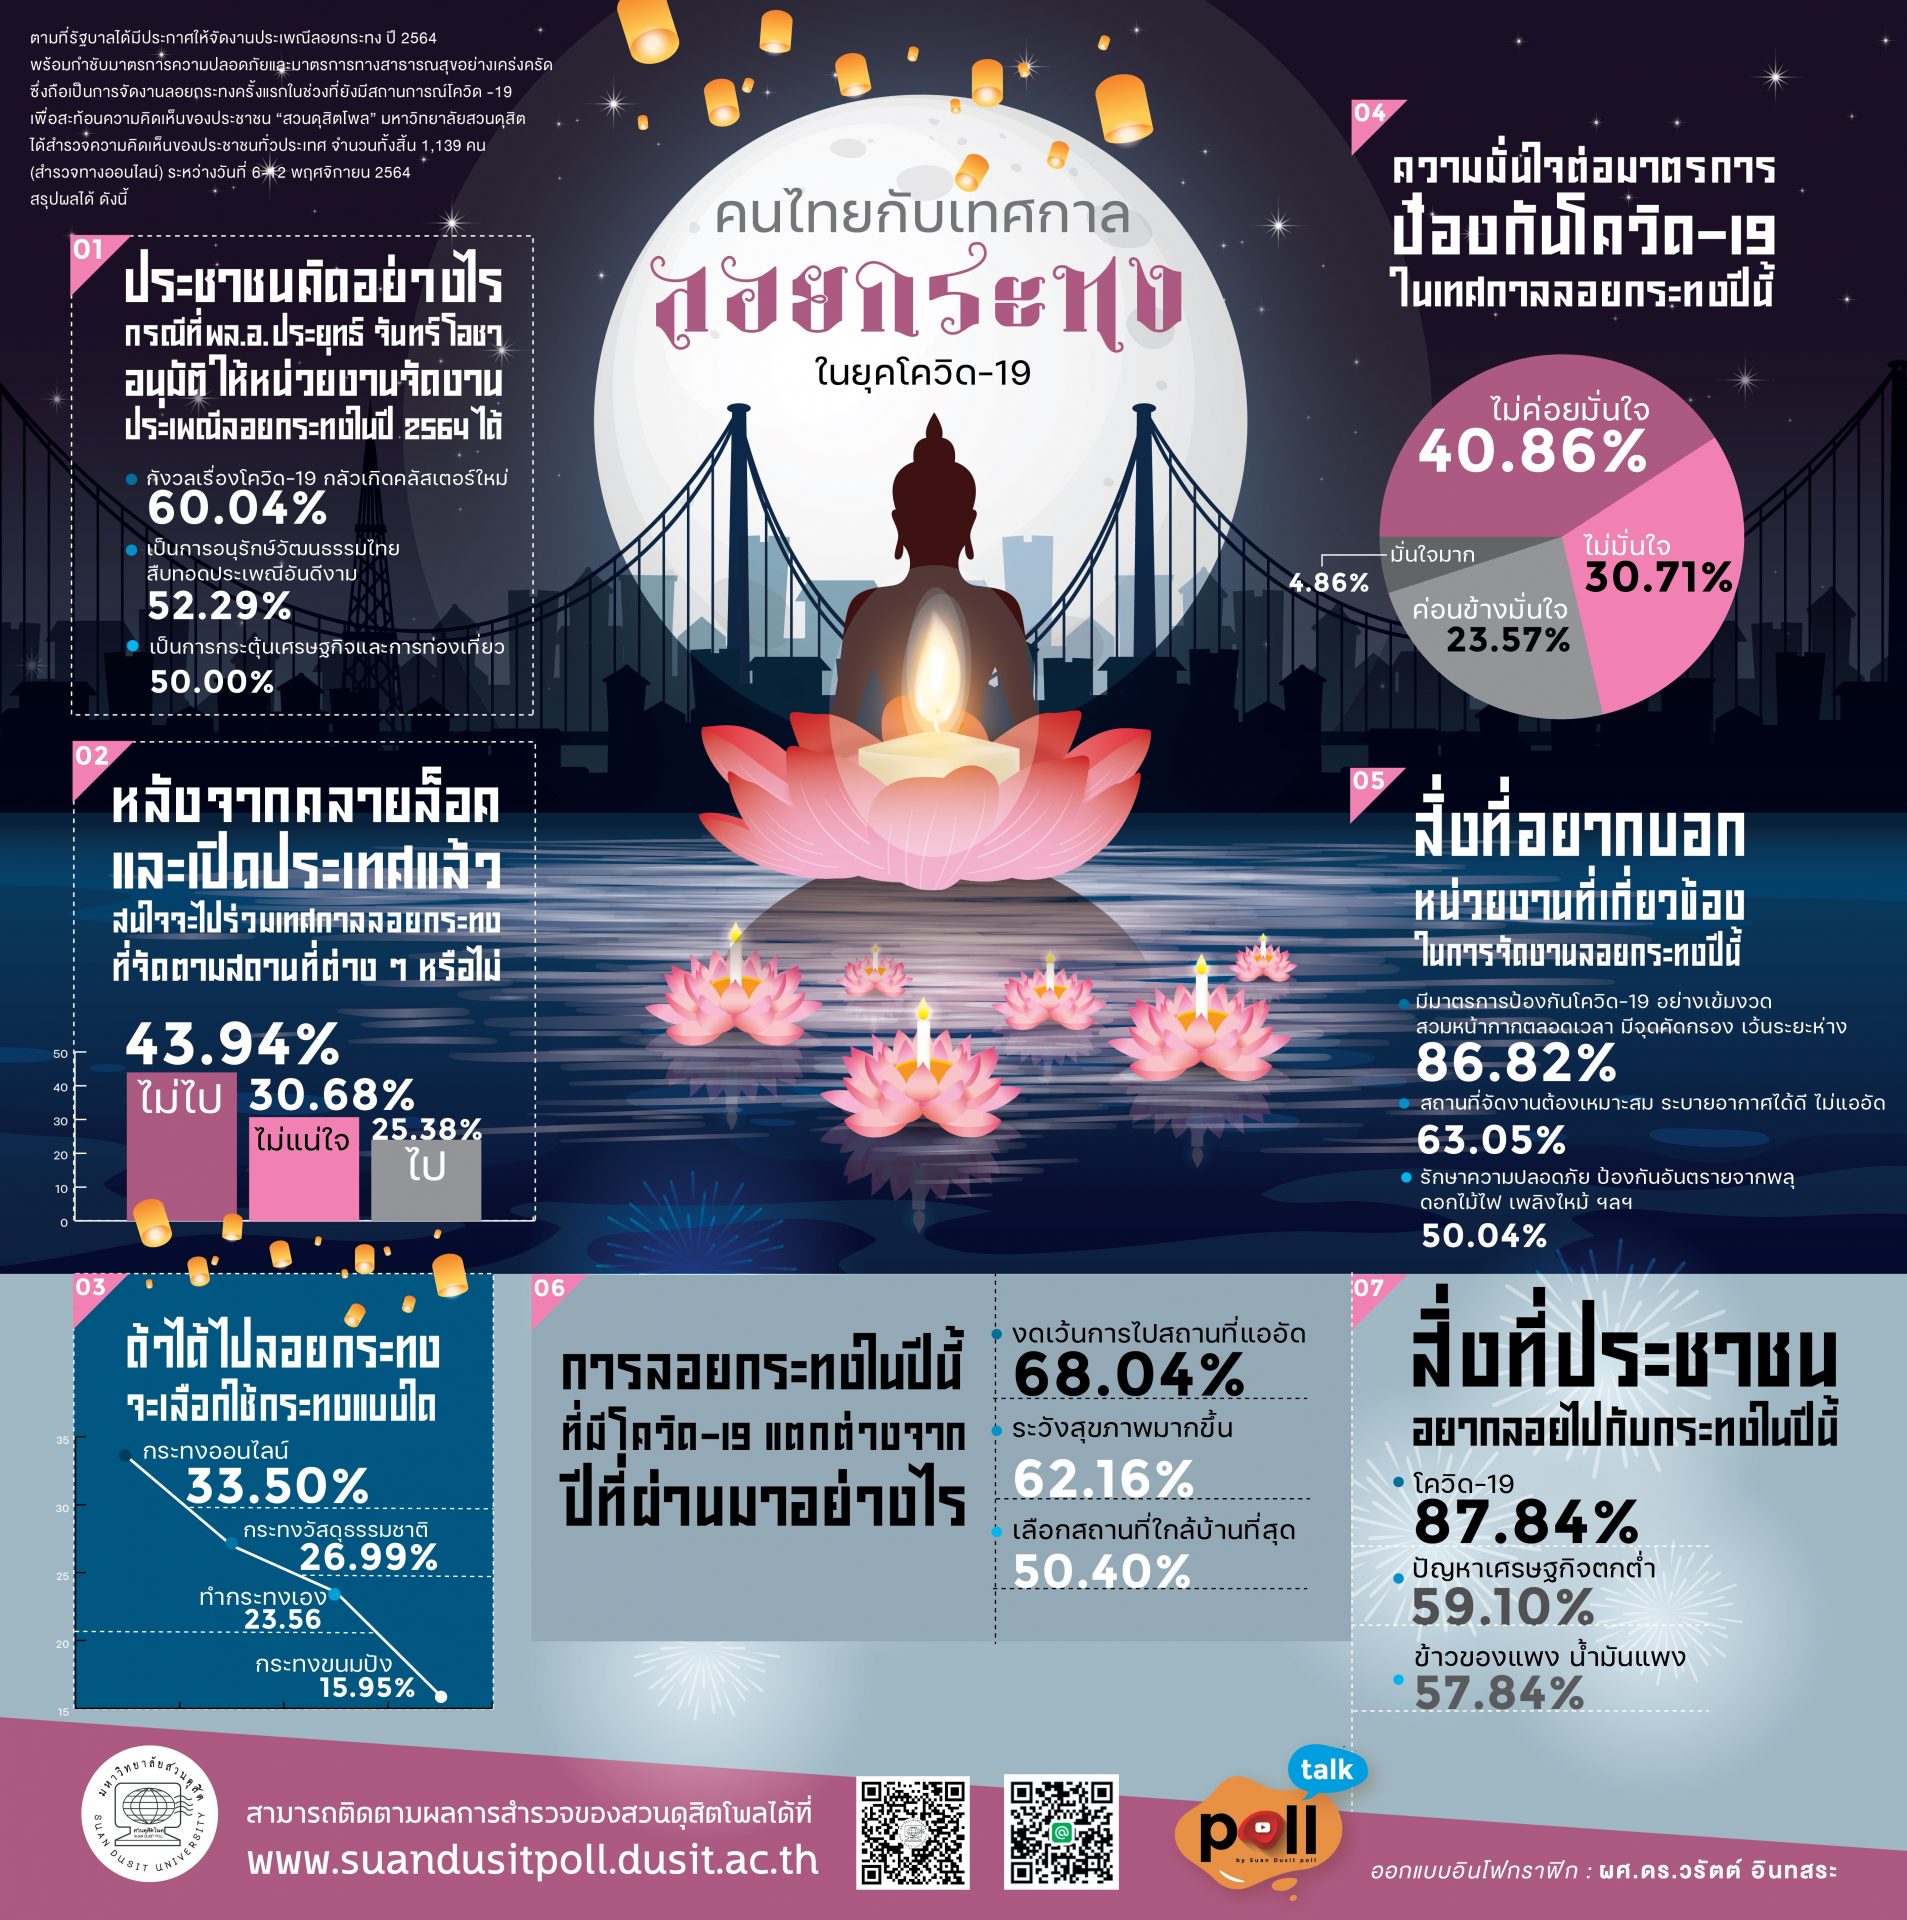 ตามที่รัฐบาลได้มีประกาศให้จัดงานประเพณีลอยกระทง ปี 2564
พร้อมกำชับมาตรการความปลอดภัยและมาตรการทางสาธารณสุขอย่างเคร่งครัด
ซึ่งถือเป็นการจัดงานลอยกระทงครั้งแรกในช่วงที่ยังมีสถานการณ์โควิด -19
เพื่อสะท้อนความคิดเห็นของประชาชน “สวนดุสิตโพล” มหาวิทยาลัยสวนดุสิต
ได้สำรวจความคิดเห็นของประชาชนทั่วประเทศ จำนวนทั้งสิ้น 1,139 คน
(สำรวจทางออนไลน์) ระหว่างวันที่ 6-12 พฤศจิกายน 2564
สรุปผลได้ ดังนี้
คนไทยกับเทศกาล
ลอยกระทง
ในยุคโควิด-19
01
ประชาชนคิดอย่างไร
กรณีที่ พล.อ.ประยุทธ์ จันทร์โอชา
อนุมัติ ให้หน่วยงานจัดงาน
ประเพณีลอยกระทงในปี 2564 ได้
กังวลเรื่องโควิด-19 กลัวเกิดคลัสเตอร์ใหม่
60.04%
เป็นการอนุรักษ์วัฒนธรรมไทย
สืบทอดประเพณีอันดีงาม
52.29%
เป็นการกระตุ้นเศรษฐกิจและการท่องเที่ยว
50.00%
02
หลังจากคลายล็อค
และเปิดประเทศแล้ว
สนใจจะไปร่วมเทศกาลลอยกระทง
ที่จัดตามสถานที่ต่าง ๆ หรือไม่
43.94%
ไม่ไป
30.68%
ไม่แน่ใจ
25.38%
ไป
50
40
30
20
10
0
03
ถ้าได้ไปลอยกระทง
จะเลือกใช้กระทงแบบใด
35
30
25
20
15
กระทงออนไลน์
33.50%
กระทงวัสดุธรรมชาติ
26.99%
ทำกระทงเอง
23.56
กระทงขนมปัง
15.95%
04
ความมั่นใจต่อมาตรการ
ป้องกันโควิด-19
ในเทศกาลลอยกระทงปีนี้
ไม่ค่อยมั่นใจ
40.86%
ไม่มั่นใจ
30.71%
มั่นใจมาก
4.86%
ค่อนข้างมั่นใจ
23.57%
05
สิ่งที่อยากบอก
หน่วยงานที่เกี่ยวข้อง
ในการจัดงานลอยกระทงปีนี้
มีมาตรการป้องกันโควิด-19 อย่างเข้มงวด
สวมหน้ากากตลอดเวลา มีจุดคัดกรอง เว้นระยะห่าง
86.82%
สถานที่จัดงานต้องเหมาะสม ระบายอากาศได้ดี ไม่แออัด
63.05%
รักษาความปลอดภัย ป้องกันอันตรายจากพลุ
ดอกไม้ไฟ เพลิงไหม้ ฯลฯ
50.04%
06
การลอยกระทงในปีนี้
ที่มีโควิด-19 แตกต่างจาก
ปีที่ผ่านมาอย่างไร
งดเว้นการไปสถานที่แออัด
68.04%
ระวังสุขภาพมากขึ้น
62.16%
เลือกสถานที่ใกล้บ้านที่สุด
50.40%
07
สิ่งที่ประชาชน
อยากลอยไปกับกระทงในปีนี้
โควิด-19
87.84%
ปัญหาเศรษฐกิจตกต่ำ
59.10%
ข้าวของแพง น้ำมันแพง
57.84%
มหาวิทยาลัยสวนดุสิต
สวนดุสิตโพล
SUAN DUSIT POLL
SUAN DUSIT UNIVERSITY
สามารถติดตามผลการสำรวจของสวนดุสิตโพลได้ที่
www.suandusitpoll.dusit.ac.th
talk
poll
by Suan Dusit poll
ออกแบบอินโฟกราฟิก : ผศ.ดร.วรัตต์ อินทสระ